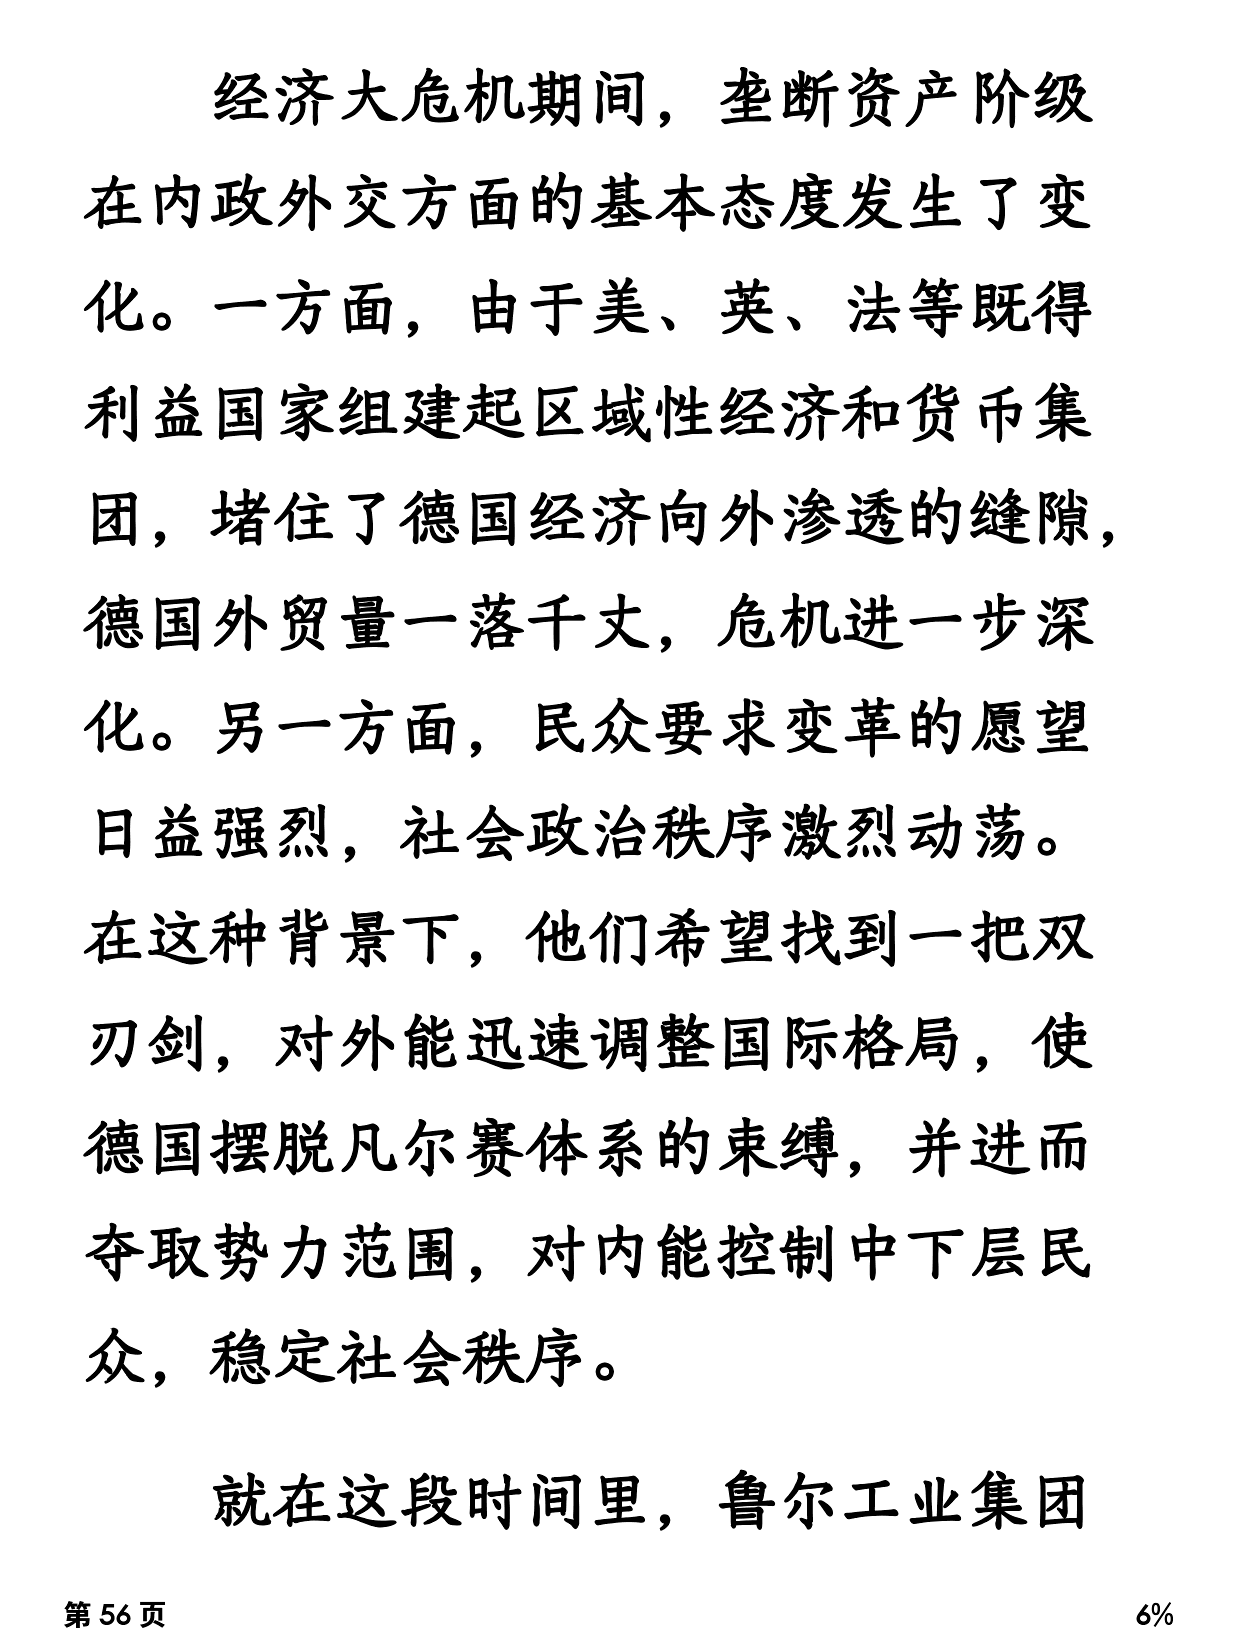 经济大危机期间，垄断资产阶级
在内政外交方面的基本态度发生了变
化。一方面，由于美、英、法等既得
利益国家组建起区域性经济和货币集
团，堵住了德国经济向外渗透的缝隙，
德国外贸量一落千丈，危机进一步深
化。另一方面，民众要求变革的愿望
日益强烈，社会政治秩序激烈动荡。
在这种背景下，他们希望找到一把双
刃剑，对外能迅速调整国际格局，使
德国摆脱凡尔赛体系的束缚，并进而
夺取势力范围，对内能控制中下层民
众，稳定社会秩序。
就在这段时间里，鲁尔工业集团
第 56 页
6%